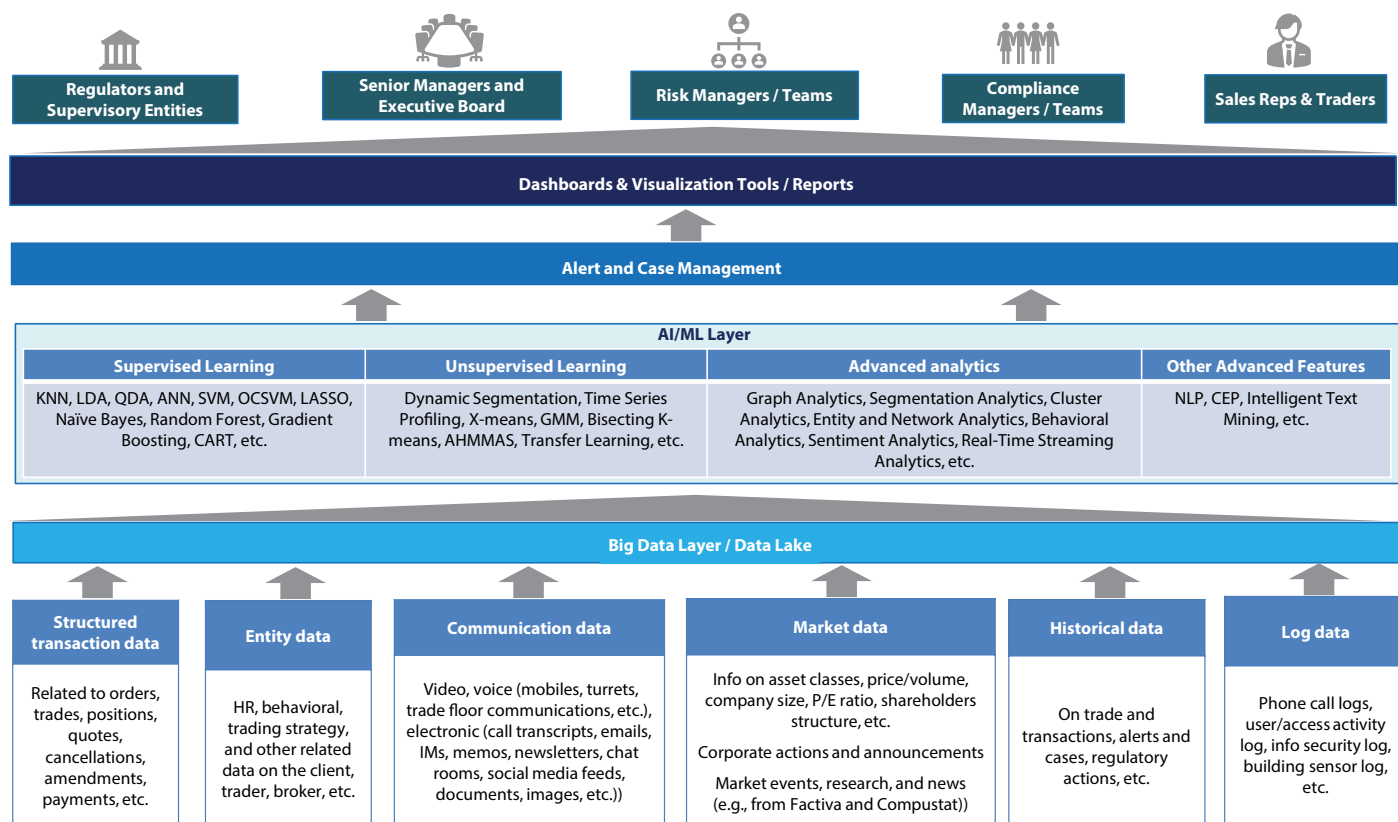 Regulators and
Supervisory Entities
Senior Managers and
Executive Board
Risk Managers / Teams
Compliance
Managers / Teams
Sales Reps & Traders
Dashboards & Visualization Tools / Reports
Alert and Case Management
AI/ML Layer
Supervised Learning
KNN, LDA, QDA, ANN, SVM, OCSVM, LASSO,
Naïve Bayes, Random Forest, Gradient
Boosting, CART, etc.
Unsupervised Learning
Dynamic Segmentation, Time Series
Profiling, X-means, GMM, Bisecting K-
means, AHMMAS, Transfer Learning, etc.
Advanced analytics
Graph Analytics, Segmentation Analytics, Cluster
Analytics, Entity and Network Analytics, Behavioral
Analytics, Sentiment Analytics, Real-Time Streaming
Analytics, etc.
Other Advanced Features
NLP, CEP, Intelligent Text
Mining, etc.
Big Data Layer / Data Lake
Structured
transaction data
Related to orders,
trades, positions,
quotes,
cancellations,
amendments,
payments, etc.
Entity data
HR, behavioral,
trading strategy,
and other related
data on the client,
trader, broker, etc.
Communication data
Video, voice (mobiles, turrets,
trade floor communications, etc.),
electronic (call transcripts, emails,
IMs, memos, newsletters, chat
rooms, social media feeds,
documents, images, etc.))
Market data
Info on asset classes, price/volume,
company size, P/E ratio, shareholders
structure, etc.
Corporate actions and announcements
Market events, research, and news
(e.g., from Factiva and Compustat))
Historical data
On trade and
transactions, alerts and
cases, regulatory
actions, etc.
Log data
Phone call logs,
user/access activity
log, info security log,
building sensor log,
etc.